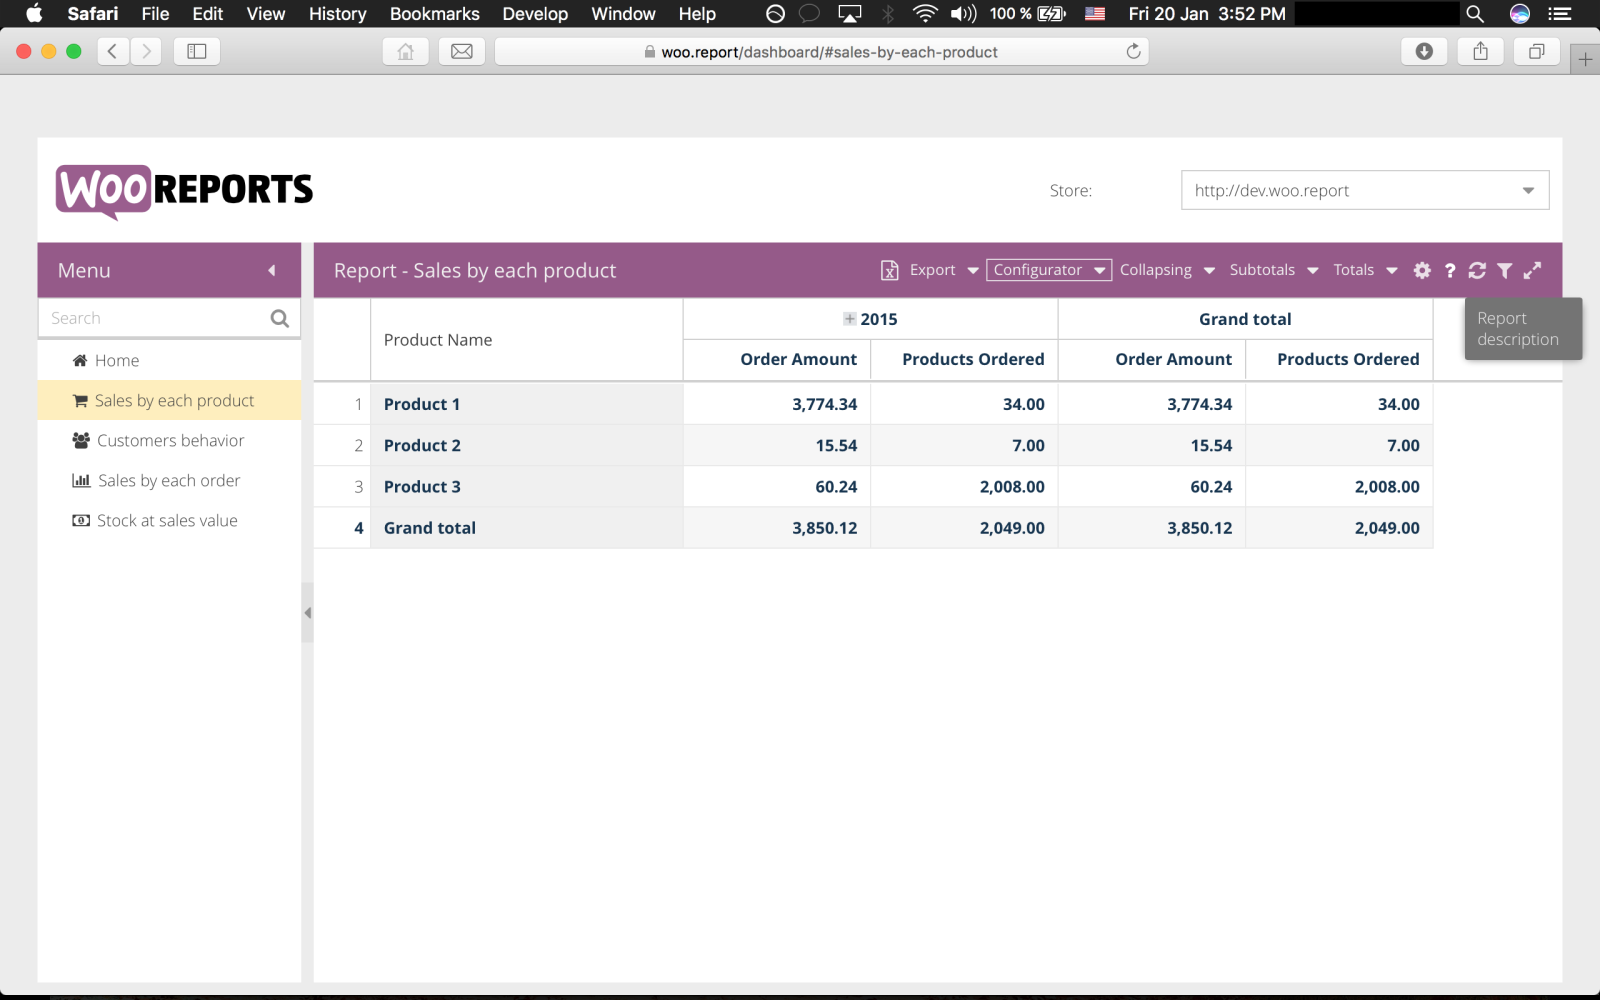 Safari File Edit View History Bookmarks Develop Window Help 100 % Fri 20 Jan 3:52 PM
woo.report/dashboard/#sales-by-each-product
WOO REPORTS
Store: http://dev.woo.report
Menu
Report - Sales by each product Export Configurator Collapsing Subtotals Totals ?
Search
Report
description
Home
Sales by each product
Customers behavior
Sales by each order
Stock at sales value
Product Name 2015 Grand total
Order Amount Products Ordered Order Amount Products Ordered
1 Product 1 3,774.34 34.00 3,774.34 34.00
2 Product 2 15.54 7.00 15.54 7.00
3 Product 3 60.24 2,008.00 60.24 2,008.00
4 Grand total 3,850.12 2,049.00 3,850.12 2,049.00